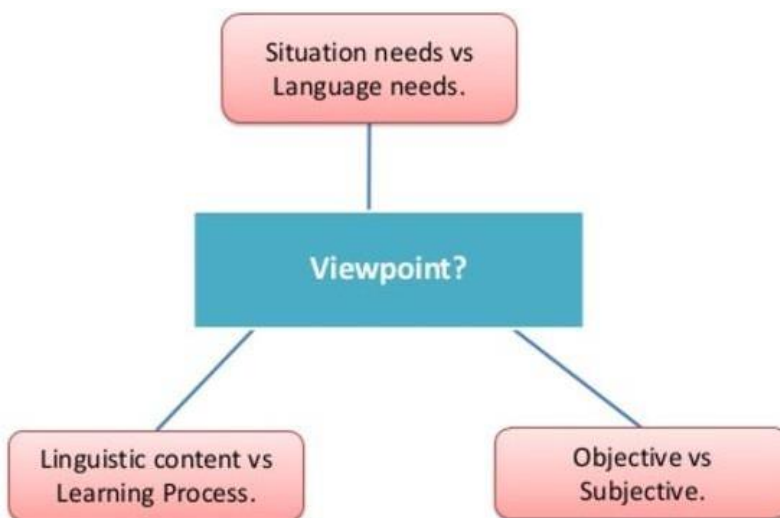 Situation needs vs
Language needs.
Viewpoint?
Linguistic content vs
Learning Process.
Objective vs
Subjective.